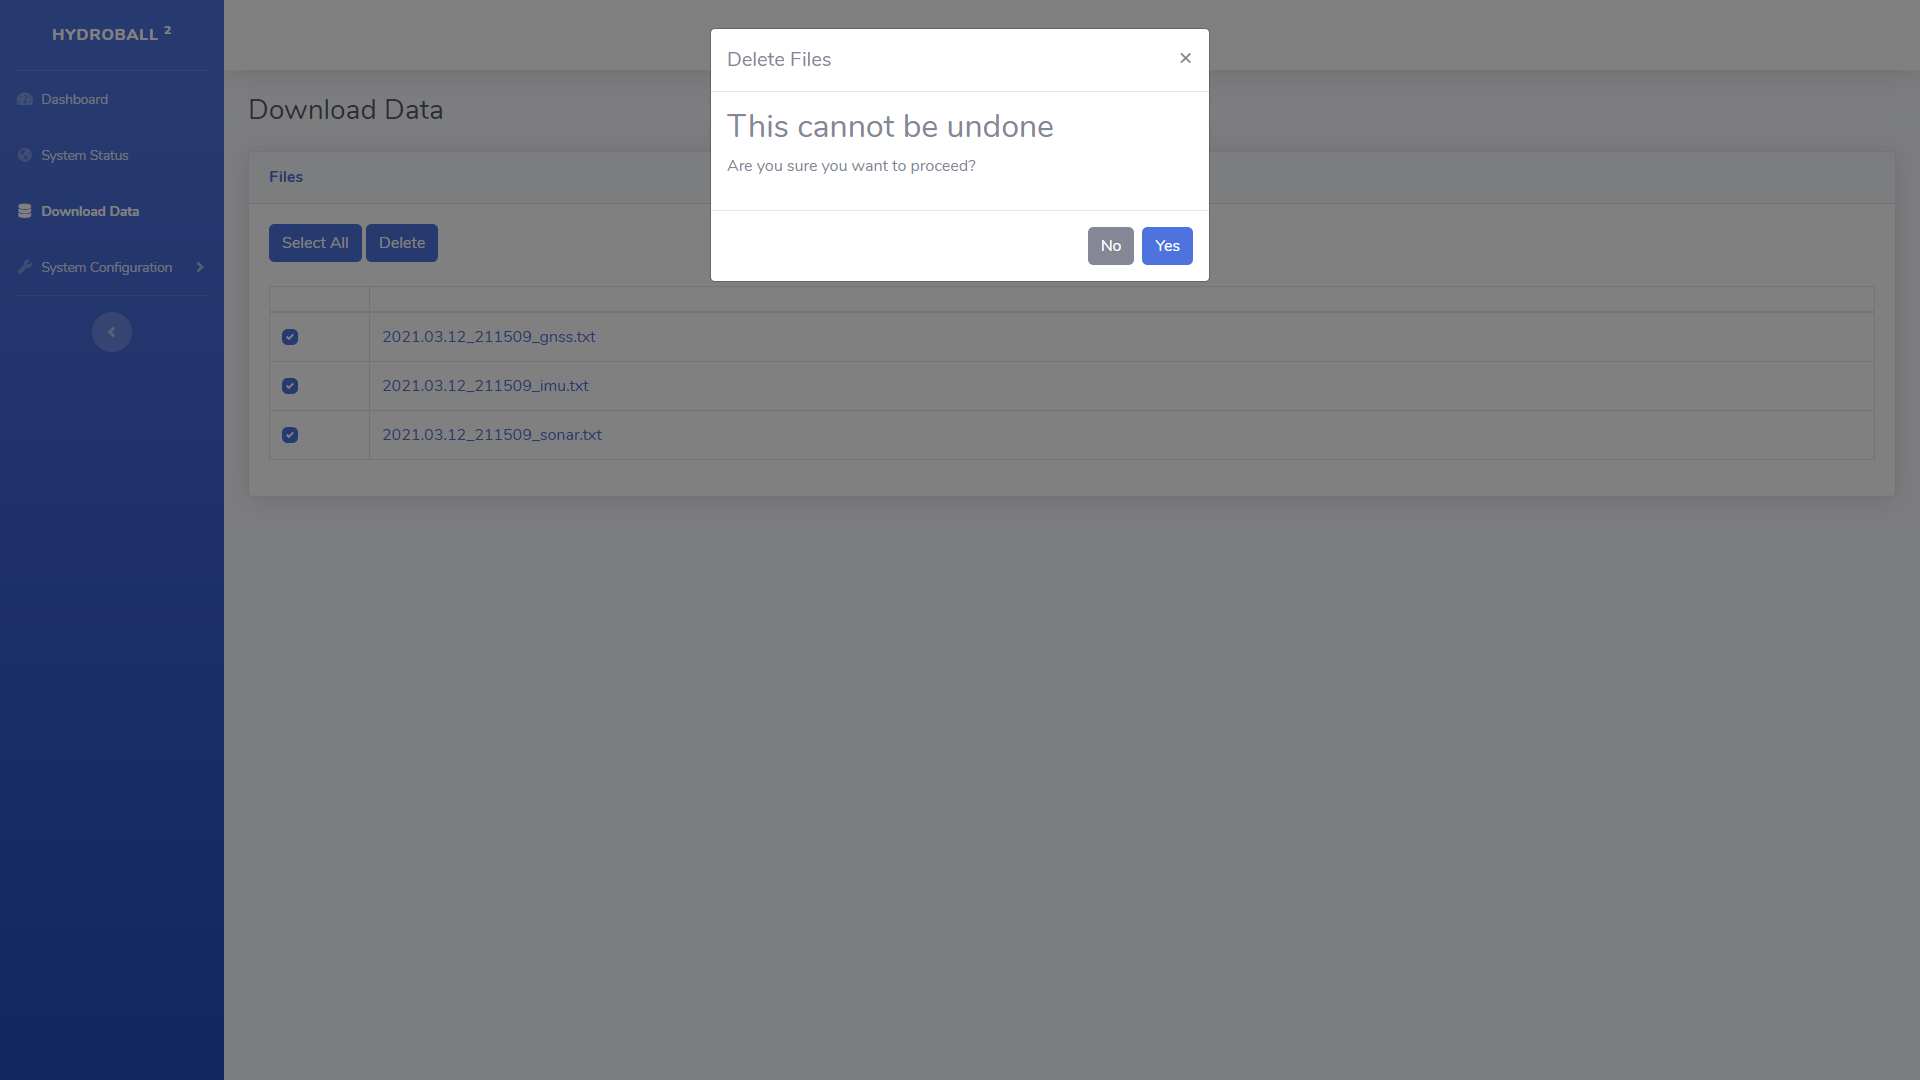 HYDROBALL 2
Dashboard
System Status
Download Data
System Configuration
Delete Files
×
This cannot be undone
Are you sure you want to proceed?
No
Yes
Download Data
Files
Select All
Delete
2021.03.12_211509_gnss.txt
2021.03.12_211509_imu.txt
2021.03.12_211509_sonar.txt